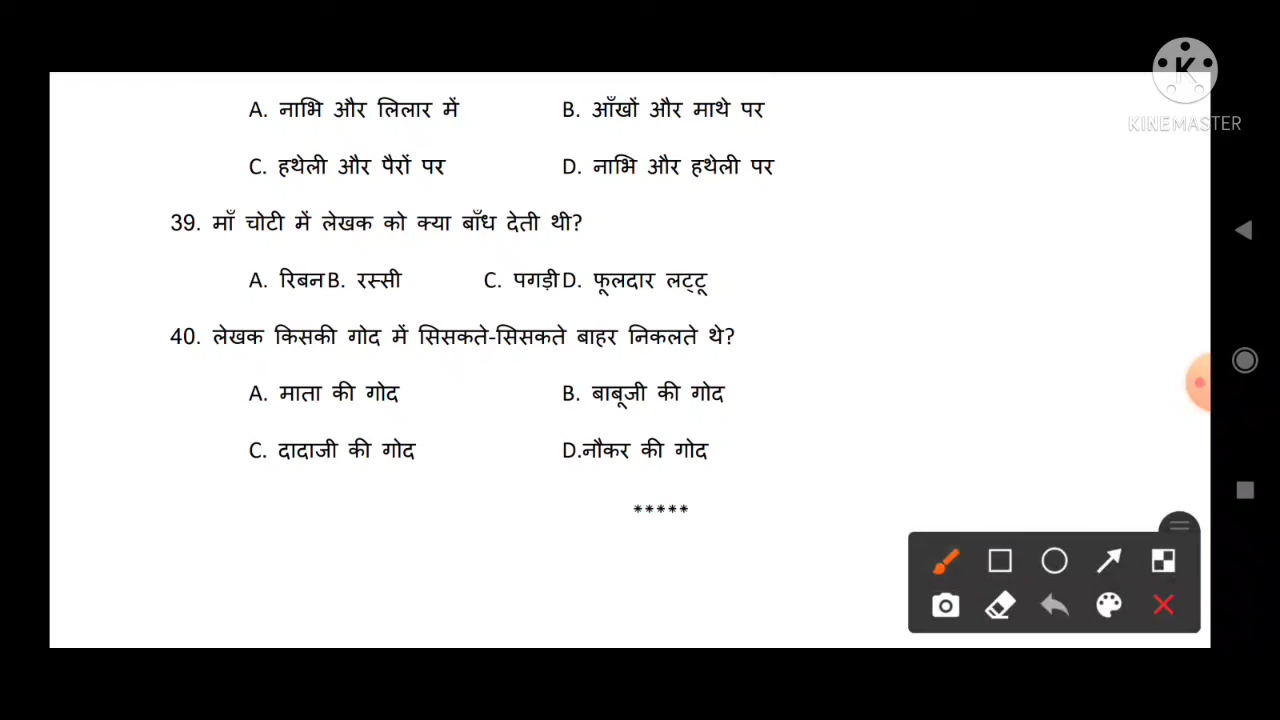 K
KINEMASTER
A. नाभि और लिलार में B. आँखों और माथे पर
C. हथेली और पैरों पर D. नाभि और हथेली पर
39. माँ चोटी में लेखक को क्या बाँध देती थी?
A. रिबनB. रस्सी C. पगड़ीD. फूलदार लट्टू
40. लेखक किसकी गोद में सिसकते-सिसकते बाहर निकलते थे?
A. माता की गोद B. बाबूजी की गोद
C. दादाजी की गोद D.नौकर की गोद
*****